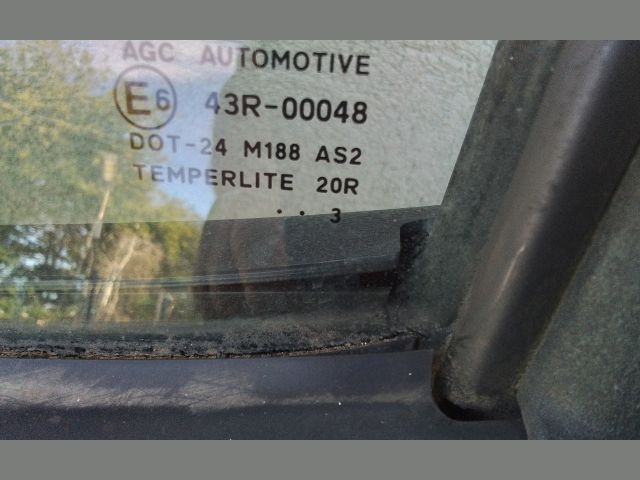 AGC AUTOMOTIVE
E6 43R-00048
DOT-24 M188 AS2
TEMPERLITE 20R
. . 3